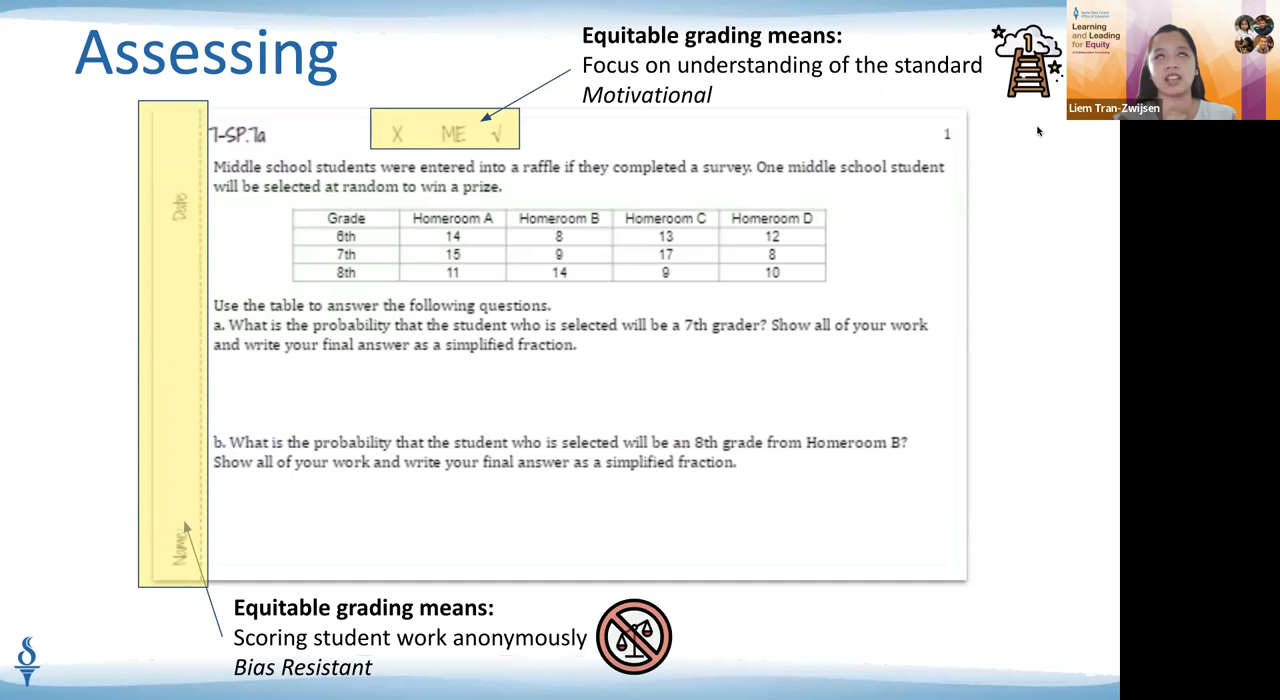 Assessing
Equitable grading means:
Focus on understanding of the standard
Motivational
Learning
and Leading
for Equity
Liem Tran-Zwijsen
7-SP.7a
X ME √
1
Middle school students were entered into a raffle if they completed a survey. One middle school student
will be selected at random to win a prize.
Grade Homeroom A Homeroom B Homeroom C Homeroom D
6th 14 8 13 12
7th 15 9 17 8
8th 11 14 9 10
Use the table to answer the following questions.
a. What is the probability that the student who is selected will be a 7th grader? Show all of your work
and write your final answer as a simplified fraction.
b. What is the probability that the student who is selected will be an 8th grade from Homeroom B?
Show all of your work and write your final answer as a simplified fraction.
Date
Name:
Equitable grading means:
Scoring student work anonymously
Bias Resistant